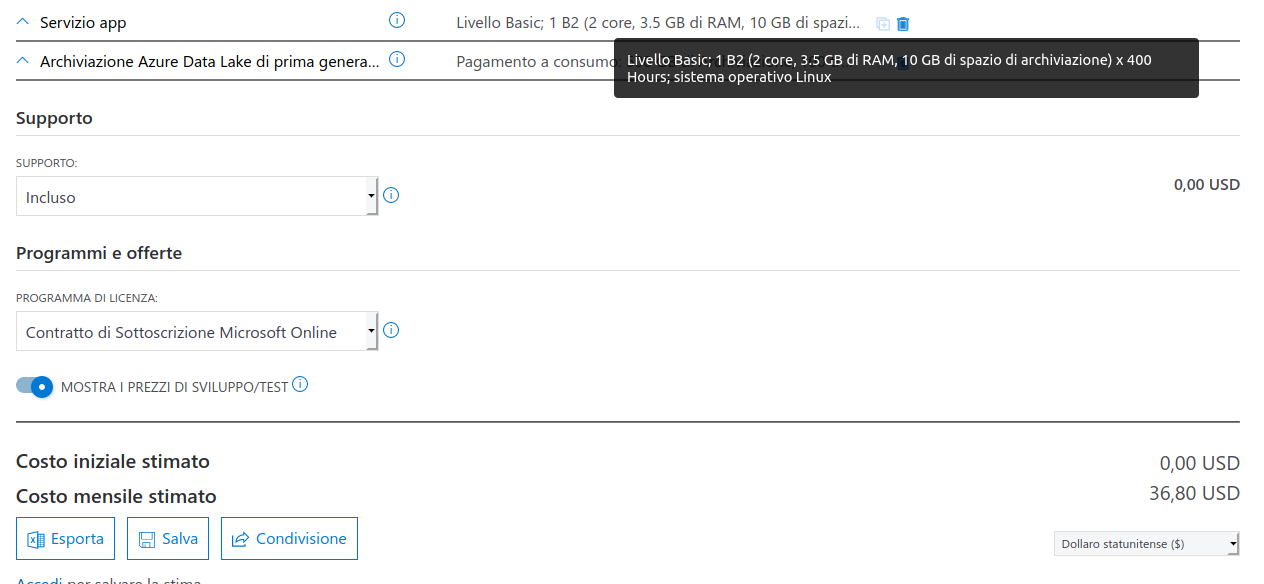 Servizio app
Livello Basic; 1 B2 (2 core, 3.5 GB di RAM, 10 GB di spazi...
Archiviazione Azure Data Lake di prima genera...
Pagamento a consumo:
Livello Basic; 1 B2 (2 core, 3.5 GB di RAM, 10 GB di spazio di archiviazione) x 400
Hours; sistema operativo Linux
Supporto
SUPPORTO:
Incluso
0,00 USD
Programmi e offerte
PROGRAMMA DI LICENZA:
Contratto di Sottoscrizione Microsoft Online
MOSTRA I PREZZI DI SVILUPPO/TEST
Costo iniziale stimato
0,00 USD
Costo mensile stimato
36,80 USD
Esporta
Salva
Condivisione
Dollaro statunitense ($)
Accedi per salvare la stima